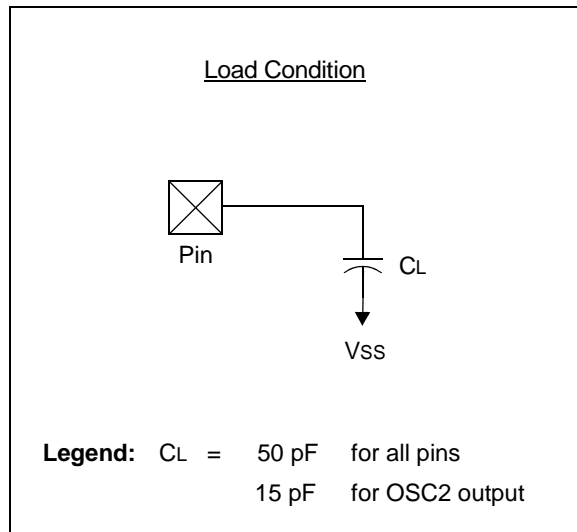 Load Condition
Pin
CL
VSS
Legend: CL = 50 pF for all pins
15 pF for OSC2 output